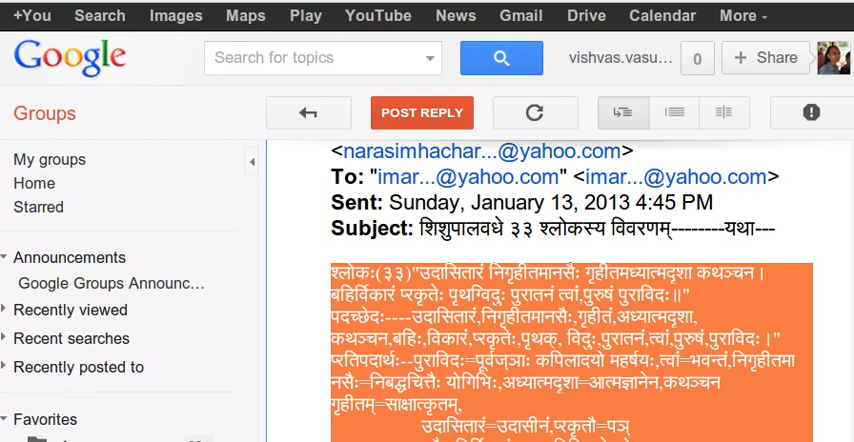 +You Search Images Maps Play YouTube News Gmail Drive Calendar More
Google Search for topics vishvas.vasu... 0 + Share
Groups POST REPLY
<narasimhachar...@yahoo.com>
My groups
To: "imar...@yahoo.com" <imar...@yahoo.com>
Home
Sent: Sunday, January 13, 2013 4:45 PM
Starred
Subject: शिशुपालवधे ३३ श्लोकस्य विवरणम्--------यथा---
Announcements
Google Groups Announc...
Recently viewed
Recent searches
Recently posted to
Favorites
श्लोकः(३३)"उदासितारं निगृहीतमानसैः गृहीतमध्यात्मदृशा कथञ्चन।
बहिर्विकारं प्रकृतेः पृथग्विदुः पुरातनं त्वां,पुरुषं पुराविदः॥"
पदच्छेदः----उदासितारं,निगृहीतमानसैः,गृहीतं,अध्यात्मदृशा,
कथञ्चन,बहिः,विकारं,प्रकृतेः,पृथक्, विदुः,पुरातनं,त्वां,पुरुषं,पुराविदः।"
प्रतिपदार्थः--पुराविदः=पूर्वज्ञाः कपिलादयो महर्षयः,त्वां=भवन्तं,निगृहीतमा
नसैः=निबद्धचित्तैः योगिभिः,अध्यात्मदृशा=आत्मज्ञानेन,कथञ्चन
गृहीतम्=साक्षात्कृतम्,
उदासितारं=उदासीनं,प्रकृतौ=पञ्